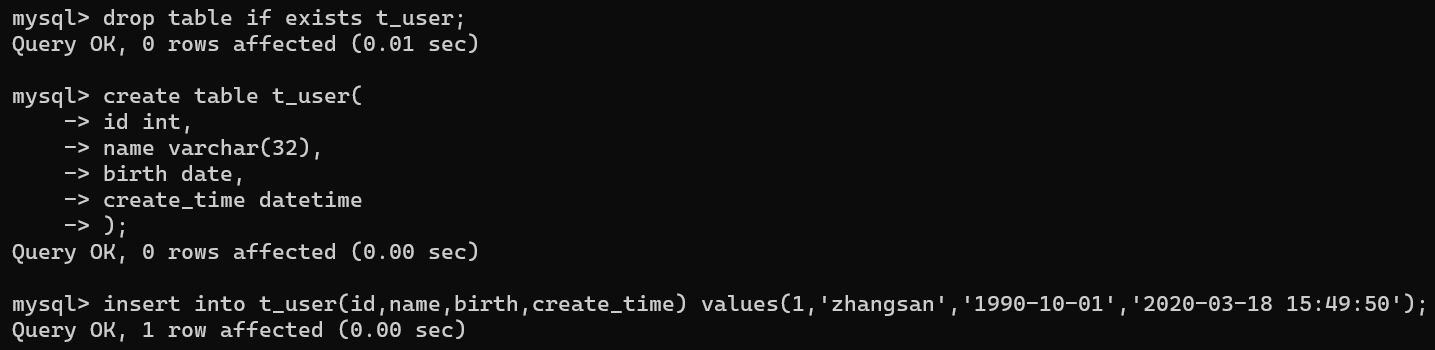 mysql> drop table if exists t_user;
Query OK, 0 rows affected (0.01 sec)

mysql> create table t_user(
    -> id int,
    -> name varchar(32),
    -> birth date,
    -> create_time datetime
    -> );
Query OK, 0 rows affected (0.00 sec)

mysql> insert into t_user(id,name,birth,create_time) values(1,'zhangsan','1990-10-01','2020-03-18 15:49:50');
Query OK, 1 row affected (0.00 sec)